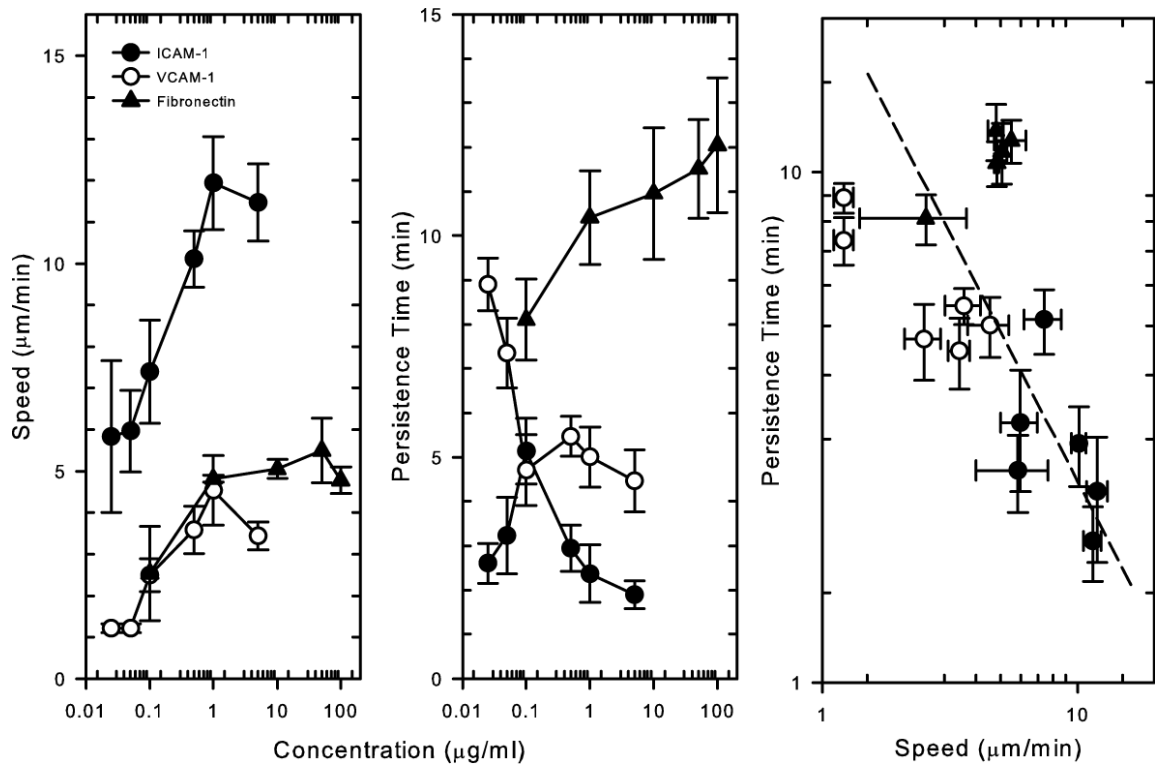 15
10
5
0
Speed (μm/min)
ICAM-1
VCAM-1
Fibronectin
0.01 0.1 1 10 100
15
10
5
0
Persistence Time (min)
0.01 0.1 1 10 100
Concentration (μg/ml)
10
1
Persistence Time (min)
1 10
Speed (μm/min)